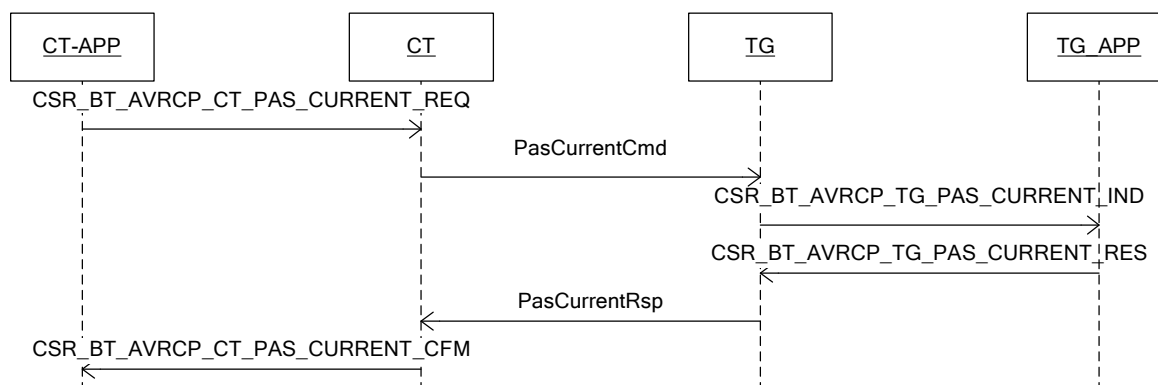 CT-APP
CT
TG
TG_APP
CSR_BT_AVRCP_CT_PAS_CURRENT_REQ
PasCurrentCmd
CSR_BT_AVRCP_TG_PAS_CURRENT_IND
CSR_BT_AVRCP_TG_PAS_CURRENT_RES
PasCurrentRsp
CSR_BT_AVRCP_CT_PAS_CURRENT_CFM